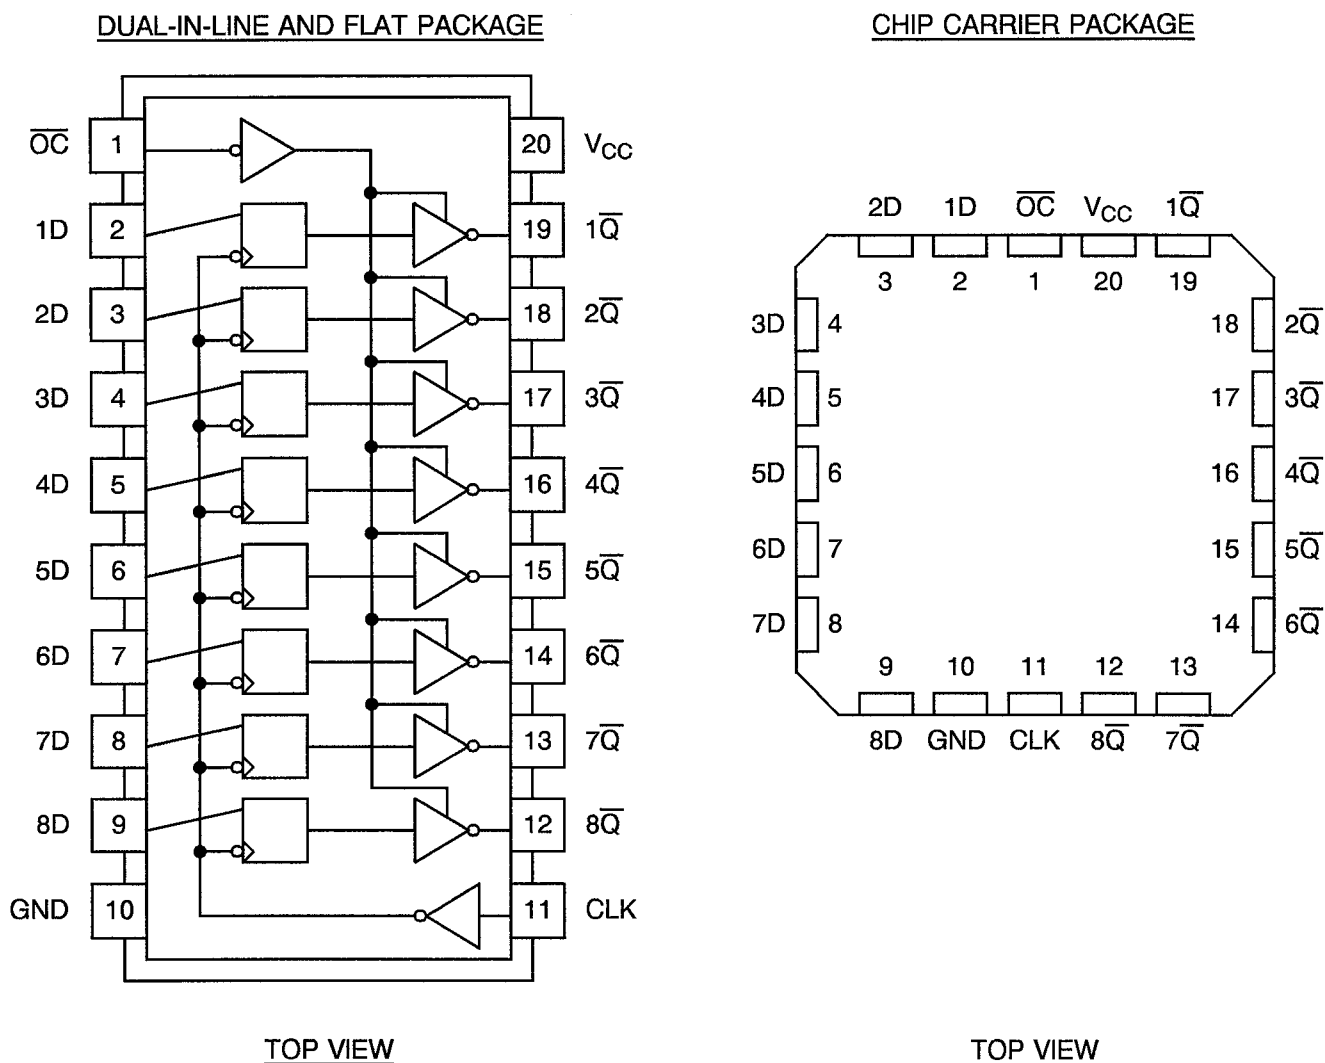 DUAL-IN-LINE AND FLAT PACKAGE
O̅C̅ 1 20 VCC
1D 2 19 1Q̅
2D 3 18 2Q̅
3D 4 17 3Q̅
4D 5 16 4Q̅
5D 6 15 5Q̅
6D 7 14 6Q̅
7D 8 13 7Q̅
8D 9 12 8Q̅
GND 10 11 CLK
TOP VIEW
CHIP CARRIER PACKAGE
2D 1D O̅C̅ VCC 1Q̅
3 2 1 20 19
3D 4 18 2Q̅
4D 5 17 3Q̅
5D 6 16 4Q̅
6D 7 15 5Q̅
7D 8 14 6Q̅
9 10 11 12 13
8D GND CLK 8Q̅ 7Q̅
TOP VIEW